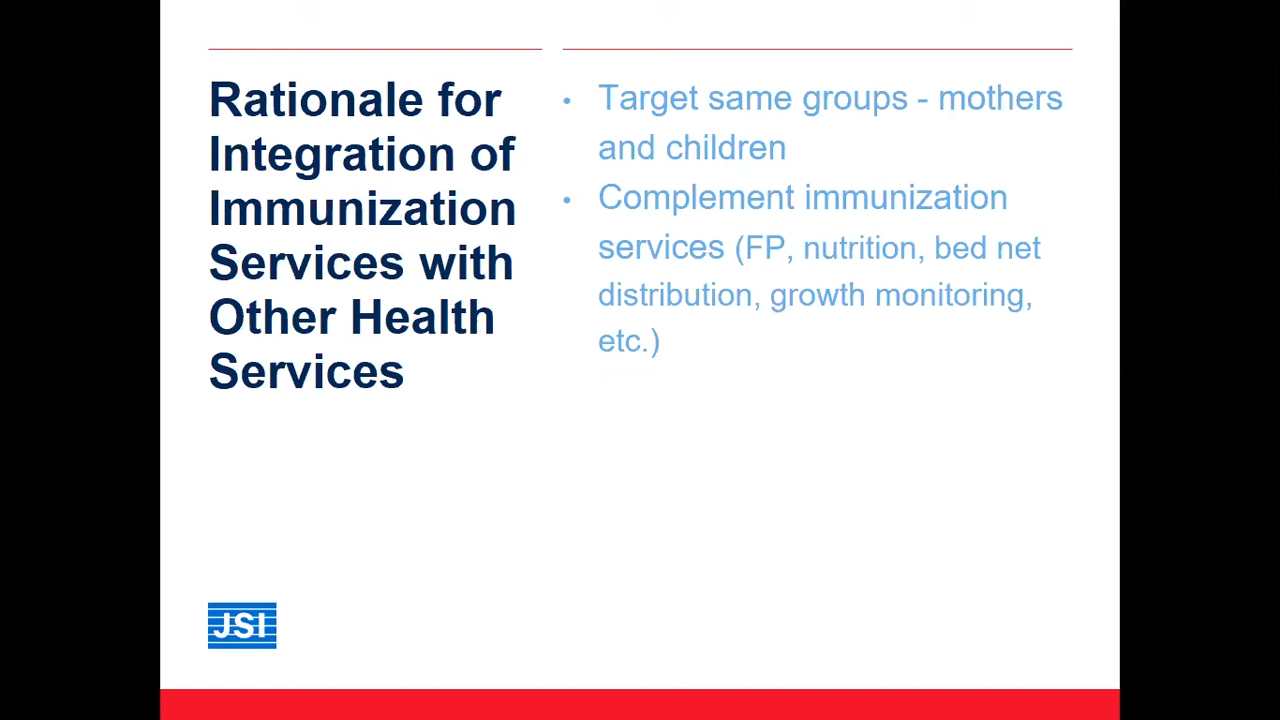 Rationale for
Integration of
Immunization
Services with
Other Health
Services
• Target same groups - mothers
and children
• Complement immunization
services (FP, nutrition, bed net
distribution, growth monitoring,
etc.)
JSI